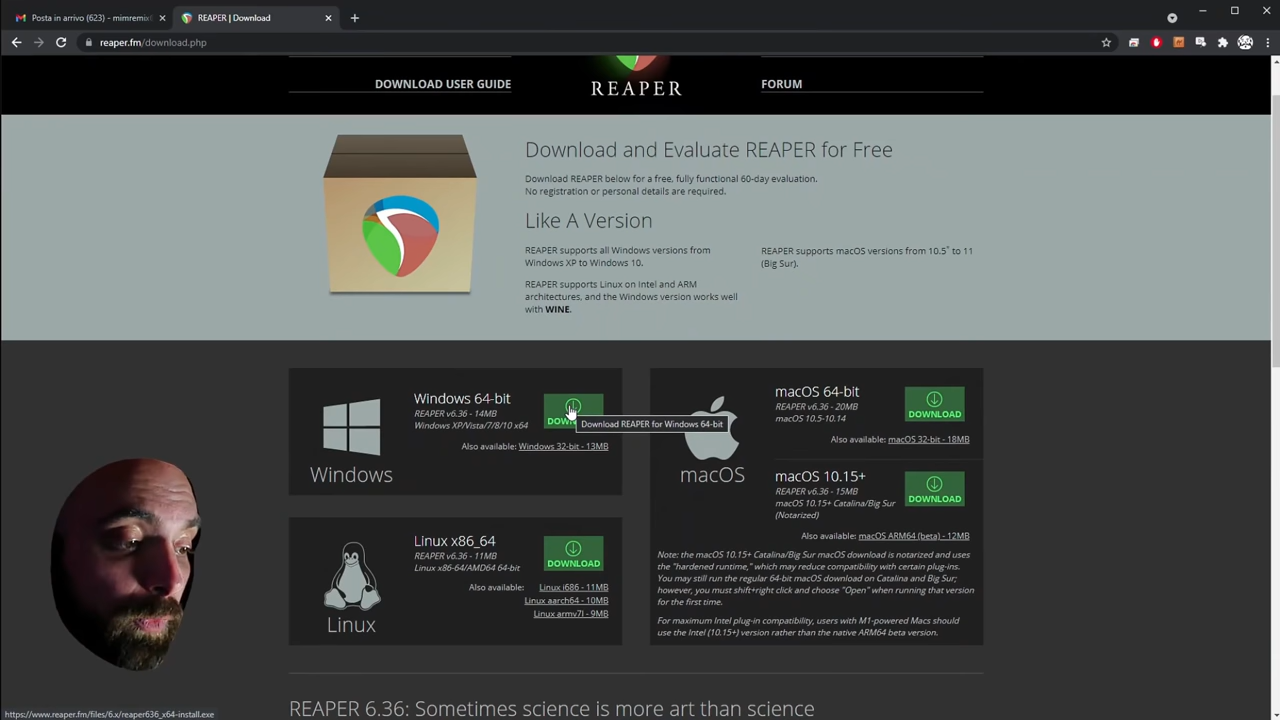 Posta in arrivo (623) - mimremix
REAPER | Download
reaper.fm/download.php
DOWNLOAD USER GUIDE
REAPER
FORUM
Download and Evaluate REAPER for Free
Download REAPER below for a free, fully functional 60-day evaluation.
No registration or personal details are required.
Like A Version
REAPER supports all Windows versions from
Windows XP to Windows 10.
REAPER supports Linux on Intel and ARM
architectures, and the Windows version works well
with WINE.
REAPER supports macOS versions from 10.5* to 11
(Big Sur).
Windows 64-bit
REAPER v6.36 - 14MB
Windows XP/Vista/7/8/10 x64
Download REAPER for Windows 64-bit
Also available: Windows 32-bit - 13MB
Windows
Linux x86_64
REAPER v6.36 - 11MB
Linux x86-64/AMD64 64-bit
DOWNLOAD
Also available: Linux i686 - 11MB
Linux aarch64 - 10MB
Linux armv7l - 9MB
Linux
macOS 64-bit
REAPER v6.36 - 20MB
macOS 10.5-10.14
DOWNLOAD
Also available: macOS 32-bit - 18MB
macOS
macOS 10.15+
REAPER v6.36 - 15MB
macOS 10.15+ Catalina/Big Sur
(Notarized)
DOWNLOAD
Also available: macOS ARM64 (beta) - 12MB
Note: the macOS 10.15+ Catalina/Big Sur macOS download is notarized and uses
the "hardened runtime," which may reduce compatibility with certain plug-ins.
You may still run the regular 64-bit macOS download on Catalina and Big Sur;
however, you must shift+right click and choose "Open" when running that version
for the first time.
For maximum Intel plug-in compatibility, users with M1-powered Macs should
use the Intel (10.15+) version rather than the native ARM64 beta version.
REAPER 6.36: Sometimes science is more art than science
https://www.reaper.fm/files/6.x/reaper636_x64-install.exe